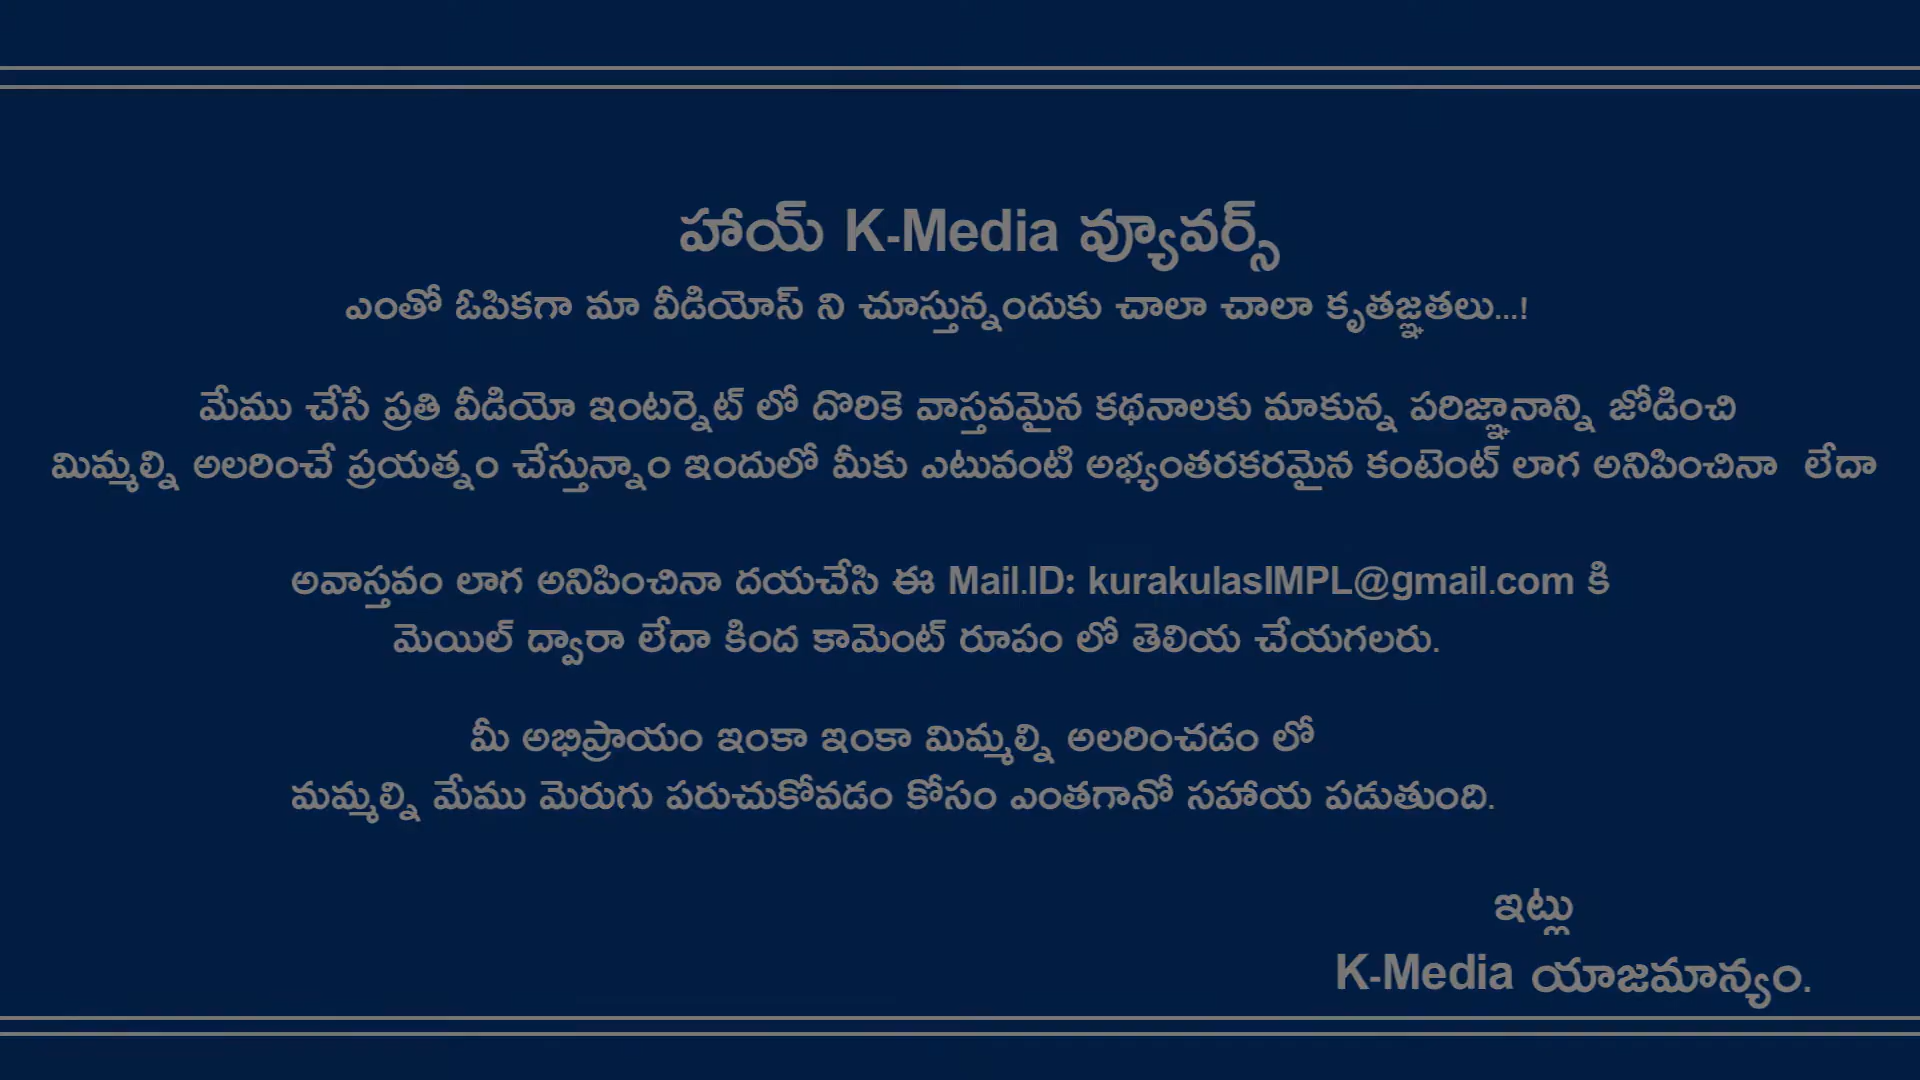 హాయ్ K-Media వ్యూవర్స్
ఎంతో ఓపికగా మా వీడియోస్ ని చూస్తున్నందుకు చాలా చాలా కృతజ్ఞతలు...!
మేము చేసే ప్రతి వీడియో ఇంటర్నెట్ లో దొరికె వాస్తవమైన కథనాలకు మాకున్న పరిజ్ఞానాన్ని జోడించి
మిమ్మల్ని అలరించే ప్రయత్నం చేస్తున్నాం ఇందులో మీకు ఎటువంటి అభ్యంతరకరమైన కంటెంట్ లాగ అనిపించినా లేదా
అవాస్తవం లాగ అనిపించినా దయచేసి ఈ Mail.ID: kurakulasIMPL@gmail.com కి
మెయిల్ ద్వారా లేదా కింద కామెంట్ రూపం లో తెలియ చేయగలరు.
మీ అభిప్రాయం ఇంకా ఇంకా మిమ్మల్ని అలరించడం లో
మమ్మల్ని మేము మెరుగు పరుచుకోవడం కోసం ఎంతగానో సహాయ పడుతుంది.
ఇట్లు
K-Media యాజమాన్యం.